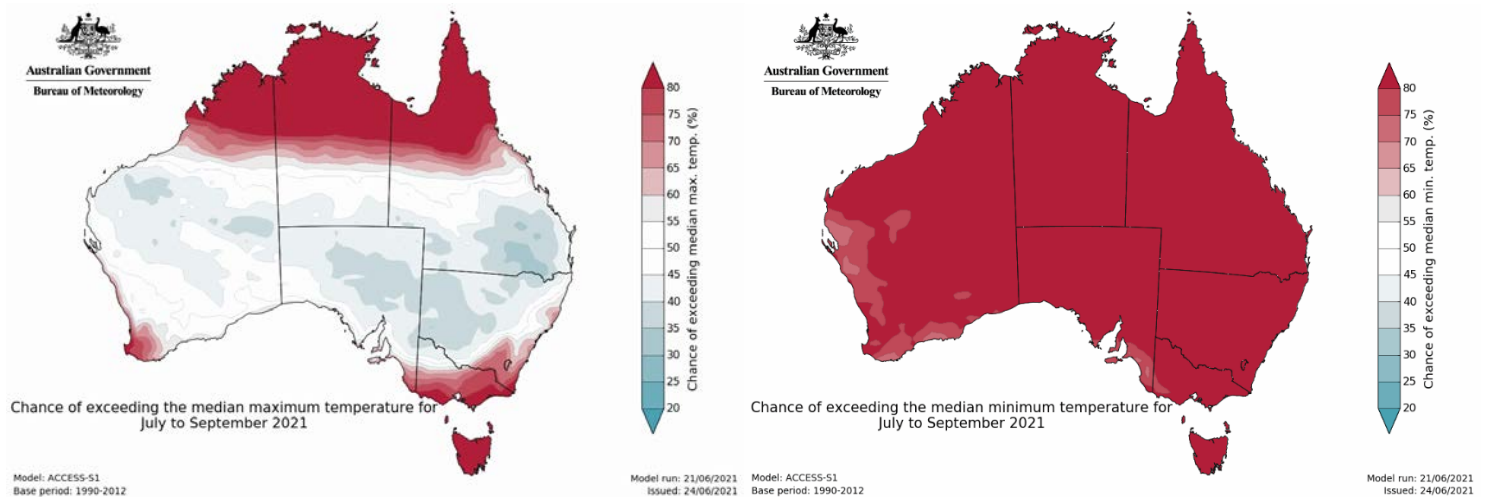 Australian Government
Bureau of Meteorology
80
75
70
65
60
55
50
45
40
35
30
25
20
Chance of exceeding median max. temp. (%)
Chance of exceeding the median maximum temperature for
July to September 2021
Model: ACCESS-S1
Base period: 1990-2012
Model run: 21/06/2021
Issued: 24/06/2021
Australian Government
Bureau of Meteorology
80
75
70
65
60
55
50
45
40
35
30
25
20
Chance of exceeding median min. temp. (%)
Chance of exceeding the median minimum temperature for
July to September 2021
Model: ACCESS-S1
Base period: 1990-2012
Model run: 21/06/2021
Issued: 24/06/2021